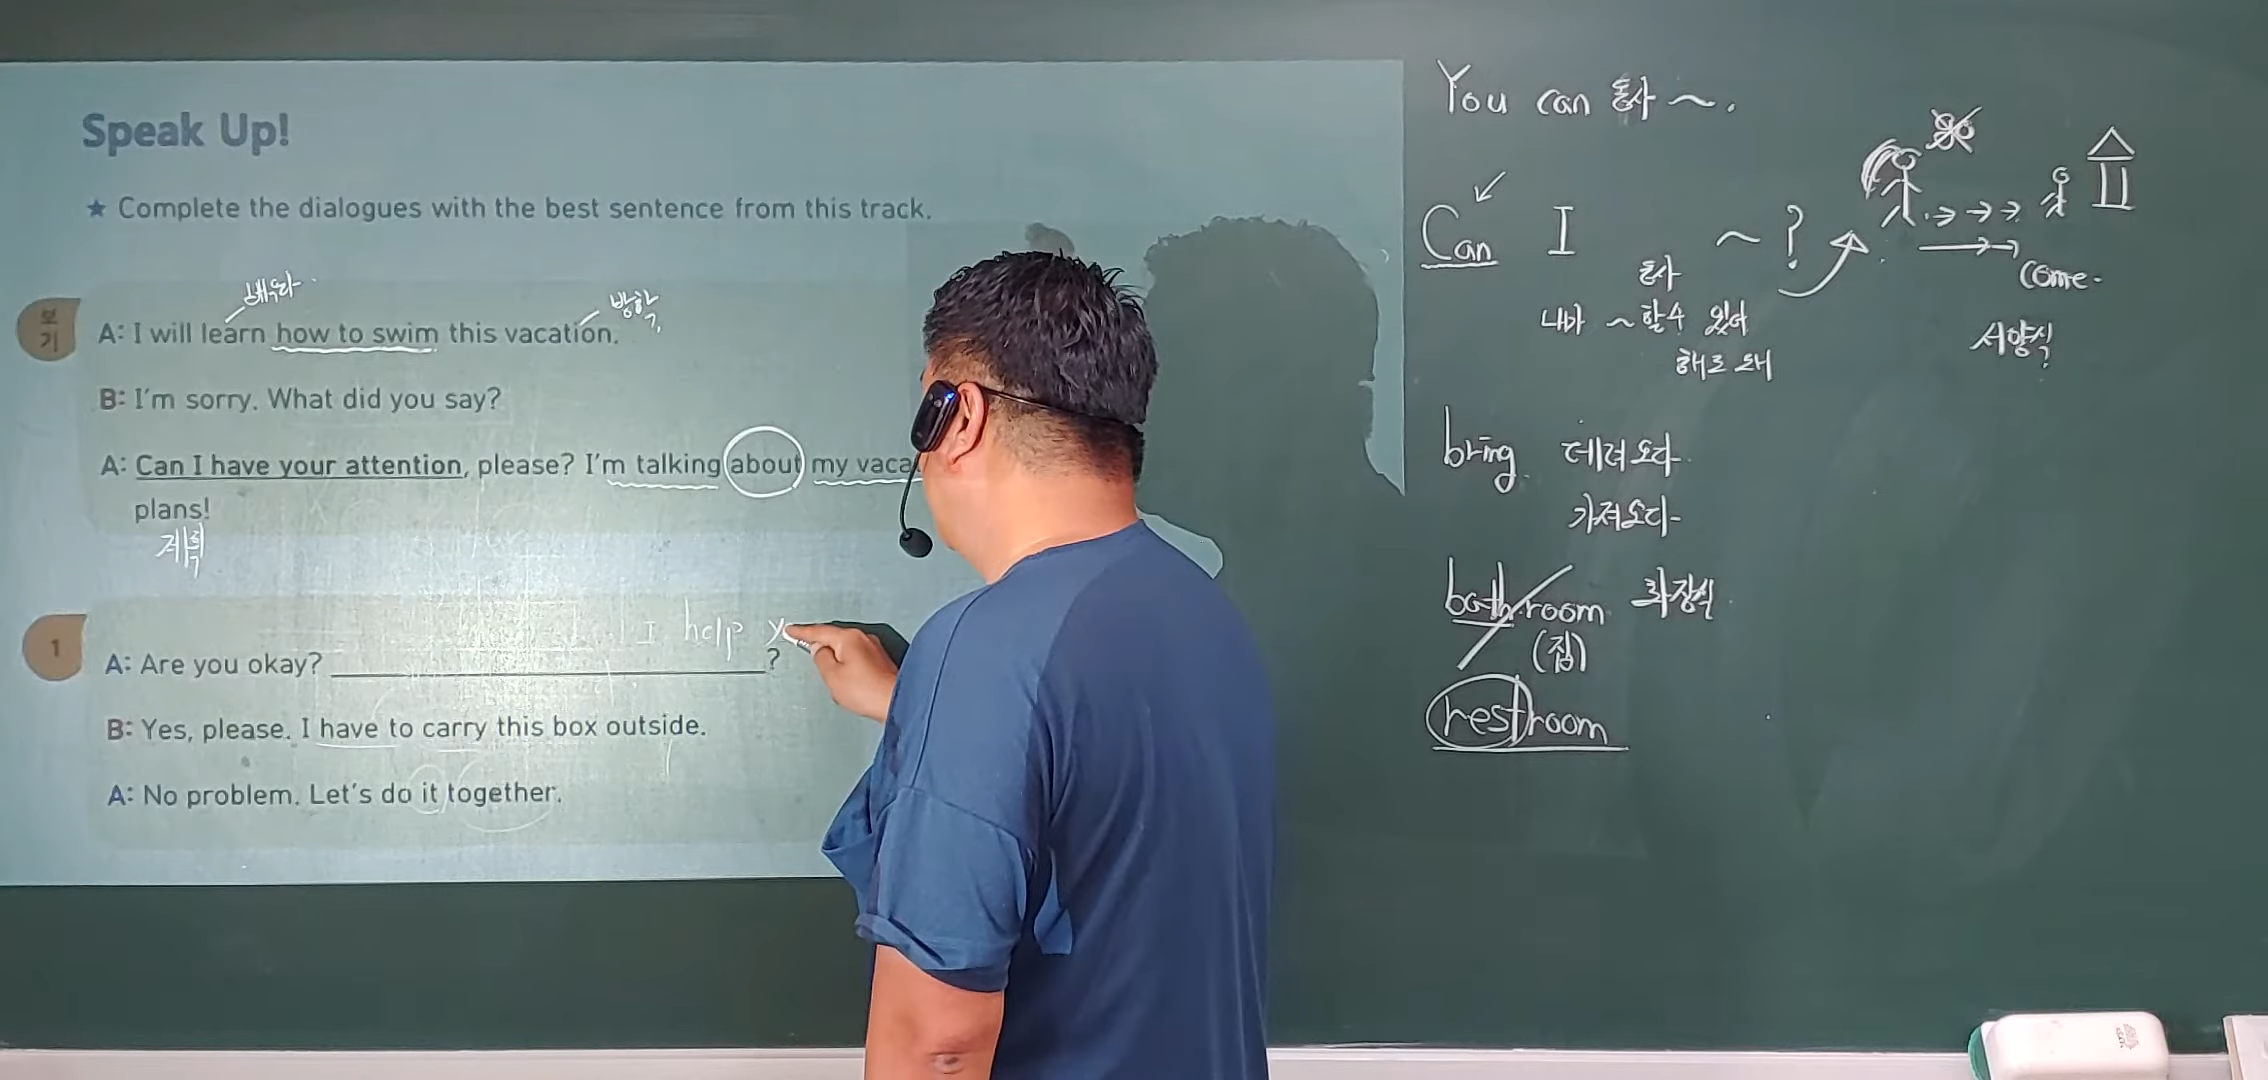 Speak Up!
★ Complete the dialogues with the best sentence from this track.
배우다
방학
보기
A: I will learn how to swim this vacation.
B: I'm sorry. What did you say?
A: Can I have your attention, please? I'm talking about my vaca
plans!
계획
1
I help y
A: Are you okay? ?
B: Yes, please. I have to carry this box outside.
A: No problem. Let's do it together.
You can 동사 ~.
Can I ~ ?
동사
내가 ~할수 있어
해도 돼
go
come.
서양식
bring 데려오다
가져오다
bathroom 화장실
(집)
restroom